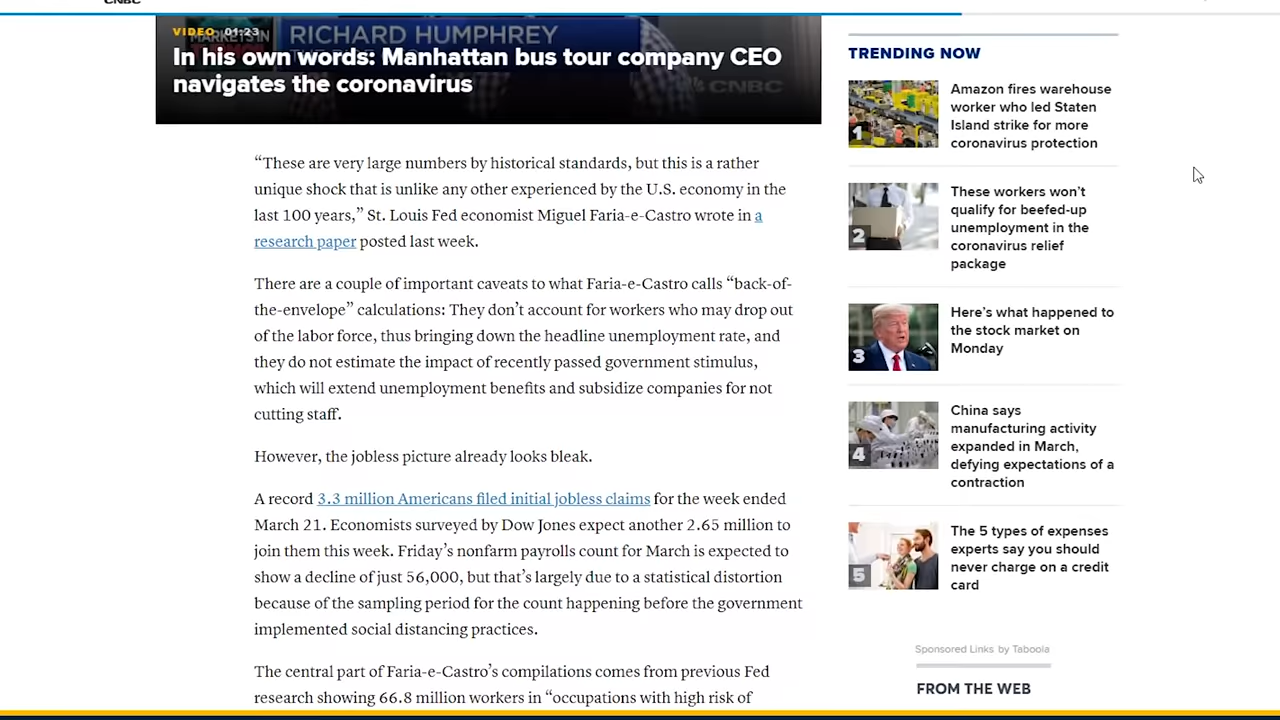 CNBC
VIDEO 01:23
MARKETS IN
RICHARD HUMPHREY
In his own words: Manhattan bus tour company CEO
navigates the coronavirus
CNBC
“These are very large numbers by historical standards, but this is a rather
unique shock that is unlike any other experienced by the U.S. economy in the
last 100 years,” St. Louis Fed economist Miguel Faria-e-Castro wrote in a
research paper posted last week.
There are a couple of important caveats to what Faria-e-Castro calls “back-of-
the-envelope” calculations: They don’t account for workers who may drop out
of the labor force, thus bringing down the headline unemployment rate, and
they do not estimate the impact of recently passed government stimulus,
which will extend unemployment benefits and subsidize companies for not
cutting staff.
However, the jobless picture already looks bleak.
A record 3.3 million Americans filed initial jobless claims for the week ended
March 21. Economists surveyed by Dow Jones expect another 2.65 million to
join them this week. Friday’s nonfarm payrolls count for March is expected to
show a decline of just 56,000, but that’s largely due to a statistical distortion
because of the sampling period for the count happening before the government
implemented social distancing practices.
The central part of Faria-e-Castro’s compilations comes from previous Fed
research showing 66.8 million workers in “occupations with high risk of
TRENDING NOW
1
Amazon fires warehouse
worker who led Staten
Island strike for more
coronavirus protection
2
These workers won’t
qualify for beefed-up
unemployment in the
coronavirus relief
package
3
Here’s what happened to
the stock market on
Monday
4
China says
manufacturing activity
expanded in March,
defying expectations of a
contraction
5
The 5 types of expenses
experts say you should
never charge on a credit
card
Sponsored Links by Taboola
FROM THE WEB